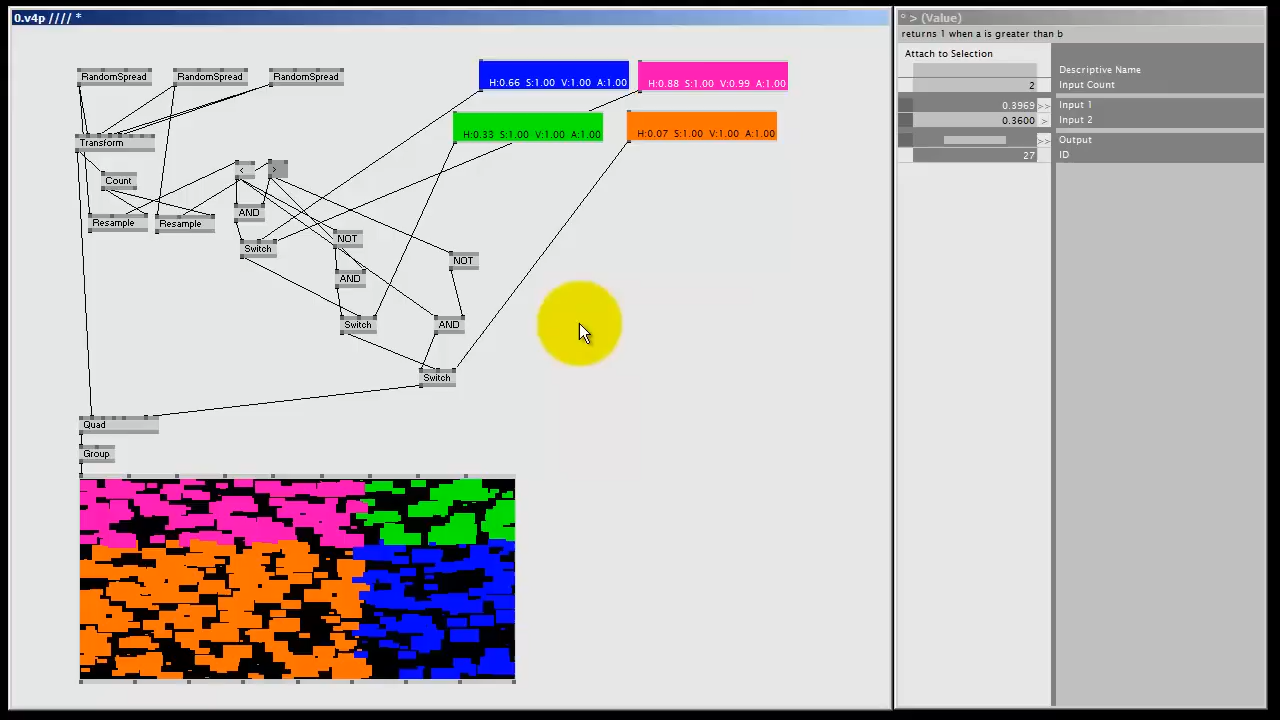 0.v4p //// *
RandomSpread RandomSpread RandomSpread
H:0.66 S:1.00 V:1.00 A:1.00
H:0.88 S:1.00 V:0.99 A:1.00
H:0.33 S:1.00 V:1.00 A:1.00
H:0.07 S:1.00 V:1.00 A:1.00
Transform
< >
Count
AND
Resample Resample
NOT
Switch
NOT
AND
Switch
AND
Switch
Quad
Group
° > (Value)
returns 1 when a is greater than b
Attach to Selection
Descriptive Name
2 Input Count
0.3969 >> Input 1
0.3600 > Input 2
>> Output
27 ID